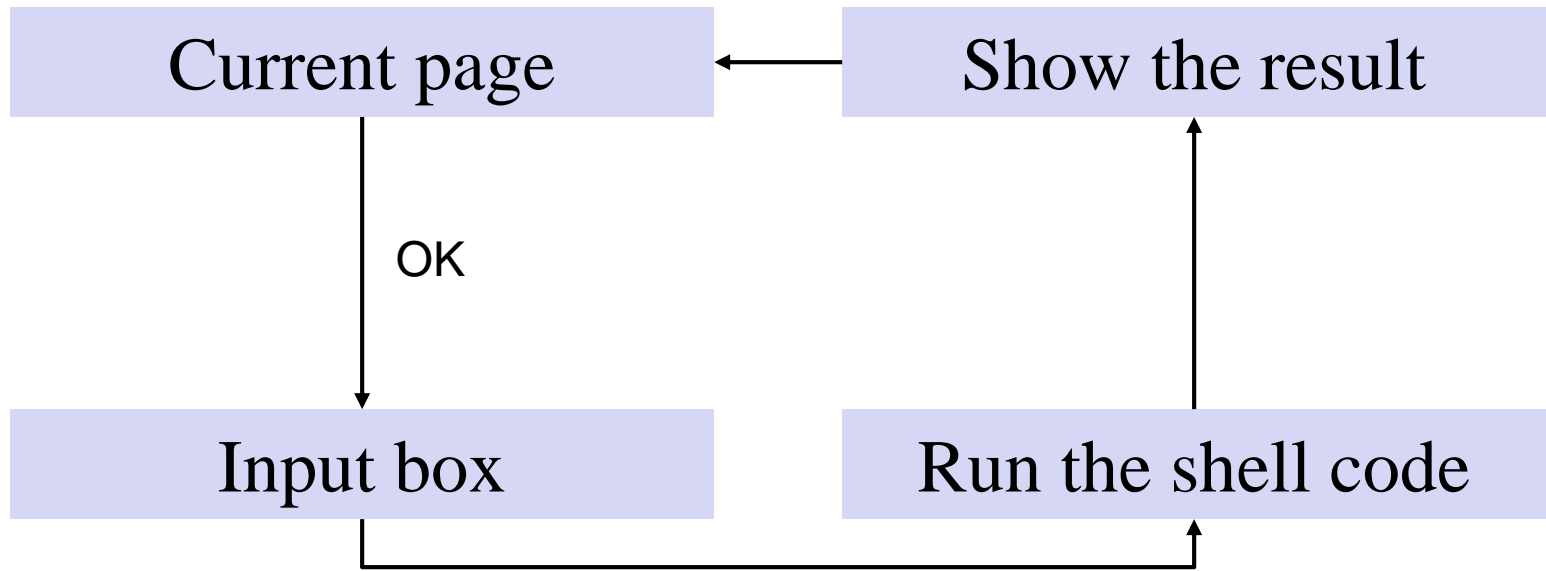 Current page
Show the result
OK
Input box
Run the shell code